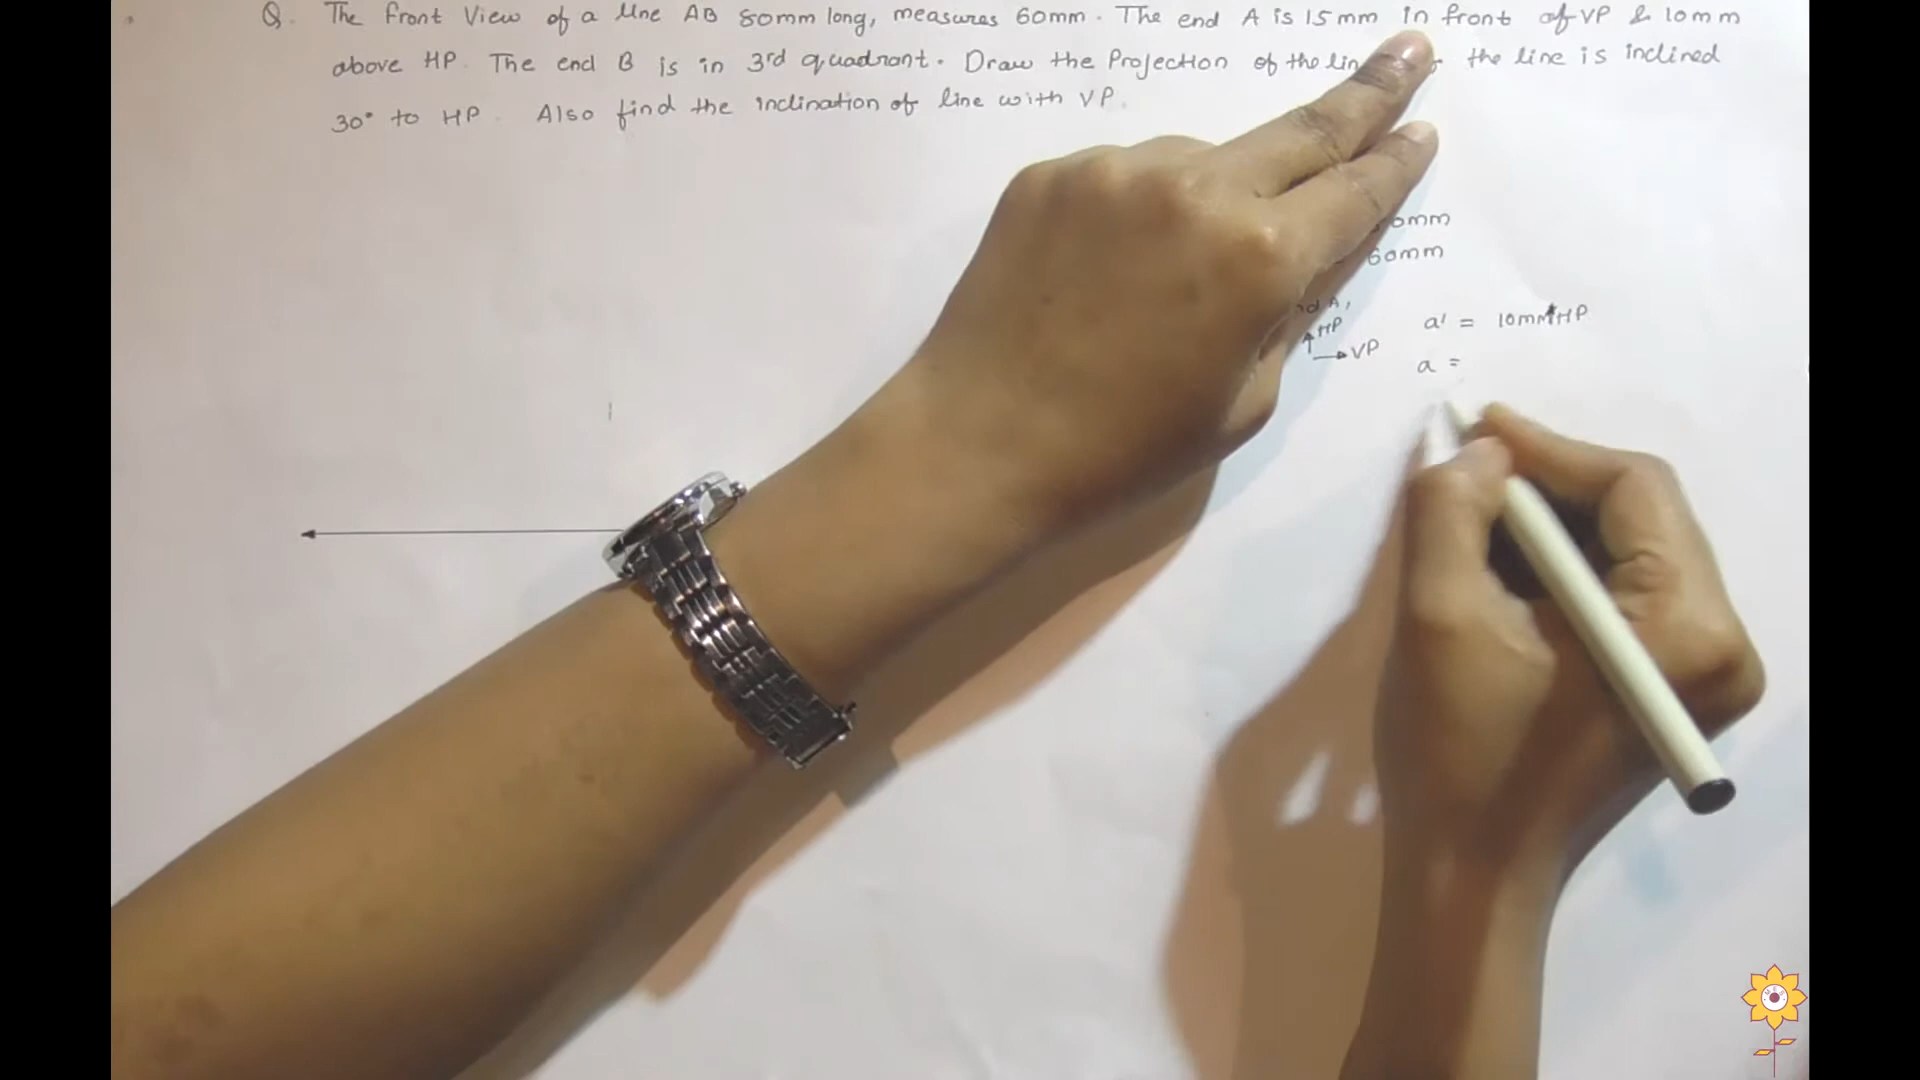 Q. The front View of a line AB 80mm long, measures 60mm. The end A is 15mm in front of VP & 10mm
above HP. The end B is in 3rd quadrant. Draw the Projection of the the line is inclined
30° to HP. Also find the inclination of line with VP.
60mm
a' = 10mm↑HP
↑HP
→VP
a =